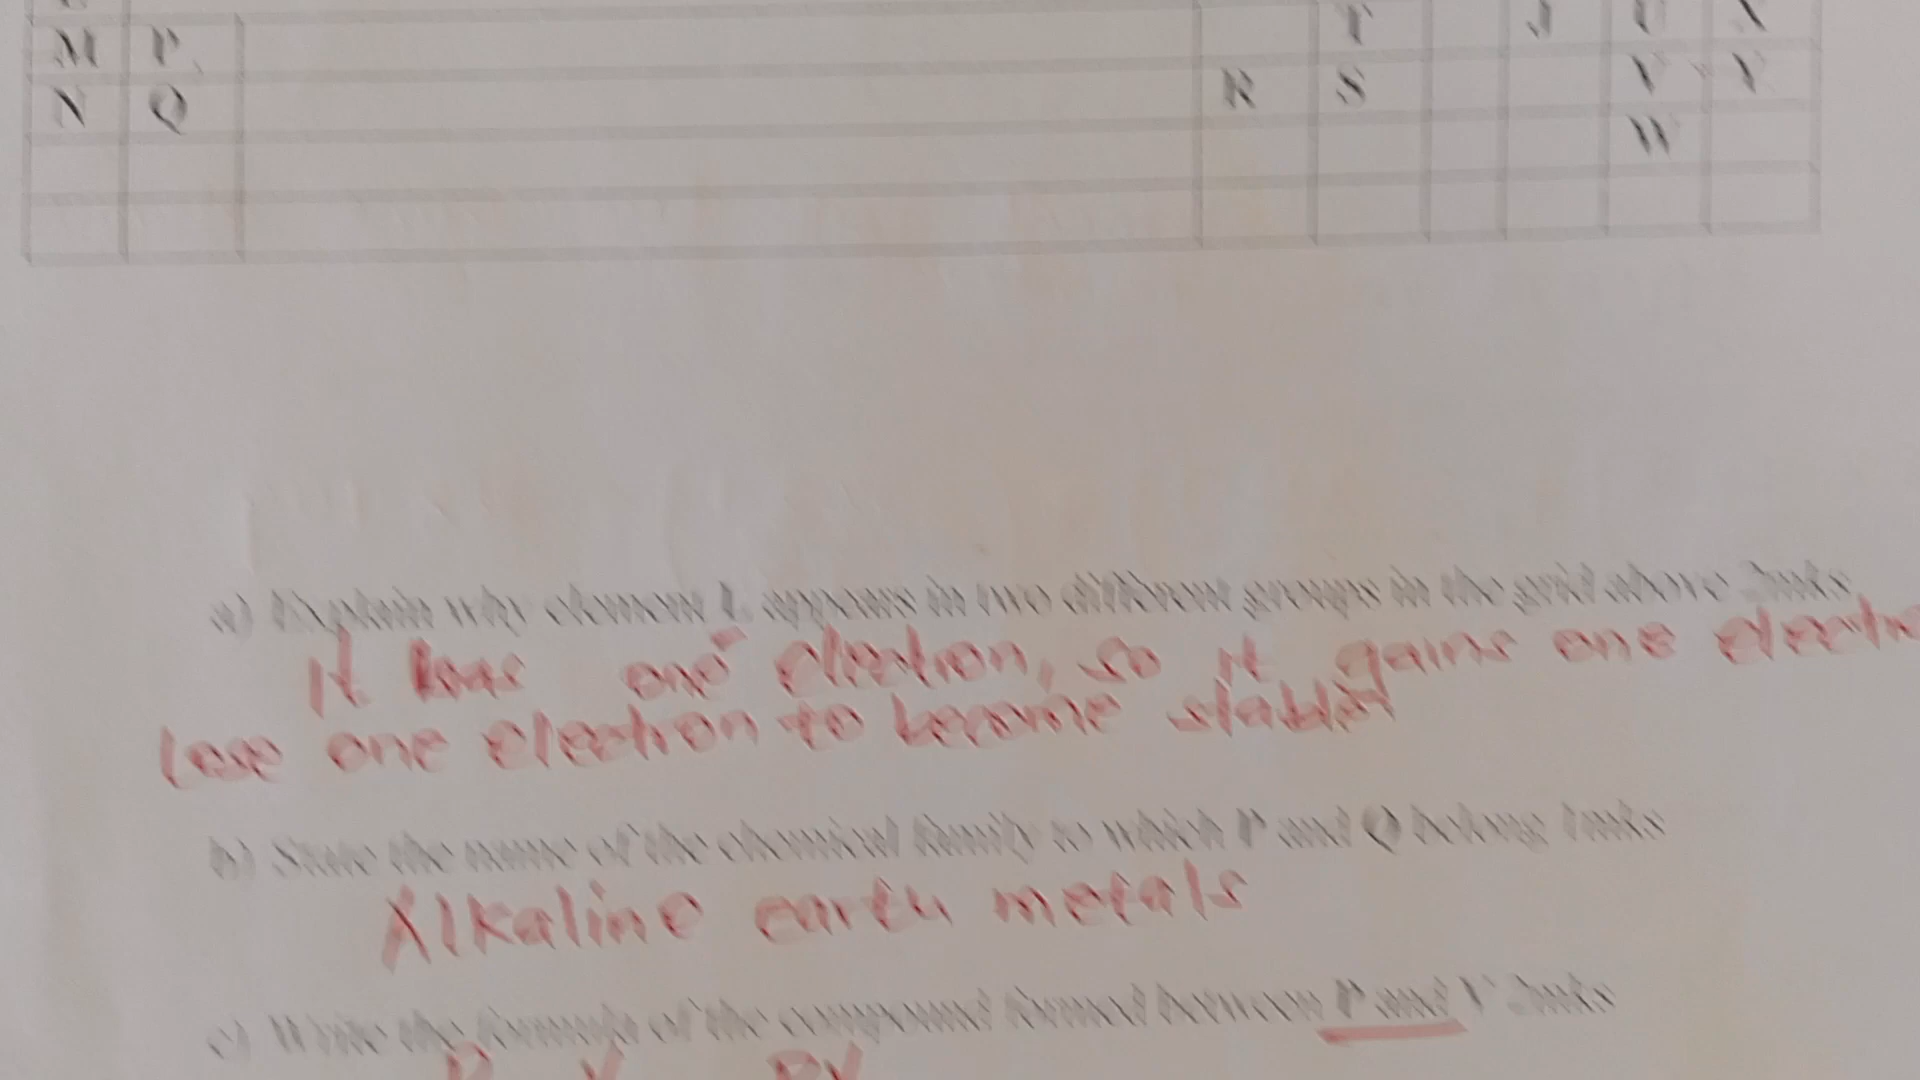 M P T J U X
N Q R S V Y
W
a) Explain why element L appears in two different groups in the grid above 2mks
It has one electron, so it gains one
lose one electron to become stable
b) State the name of the chemical family to which P and Q belong 1mks
Alkaline earth metals
c) Write the formula of the compound formed between P and V 2mks